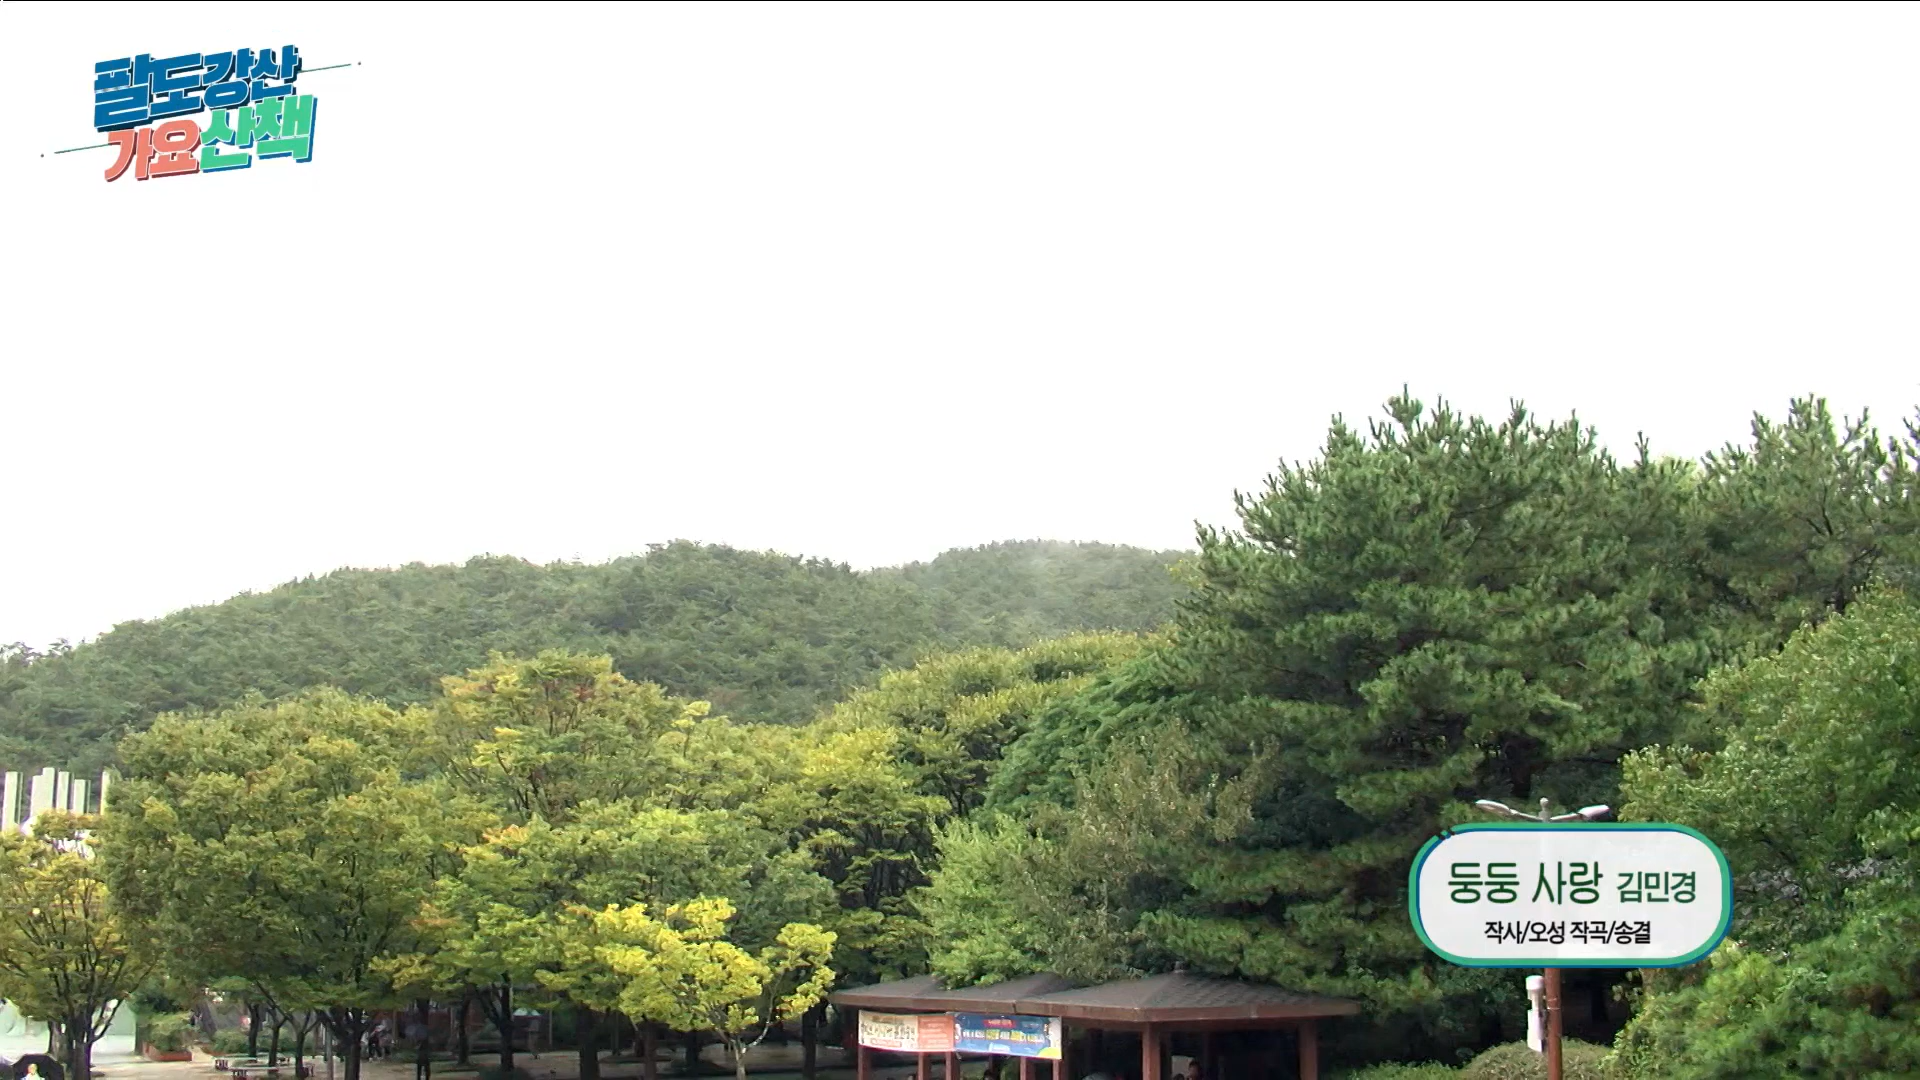 팔도강산
가요산책
둥둥 사랑 김민경
작사/오성 작곡/송결